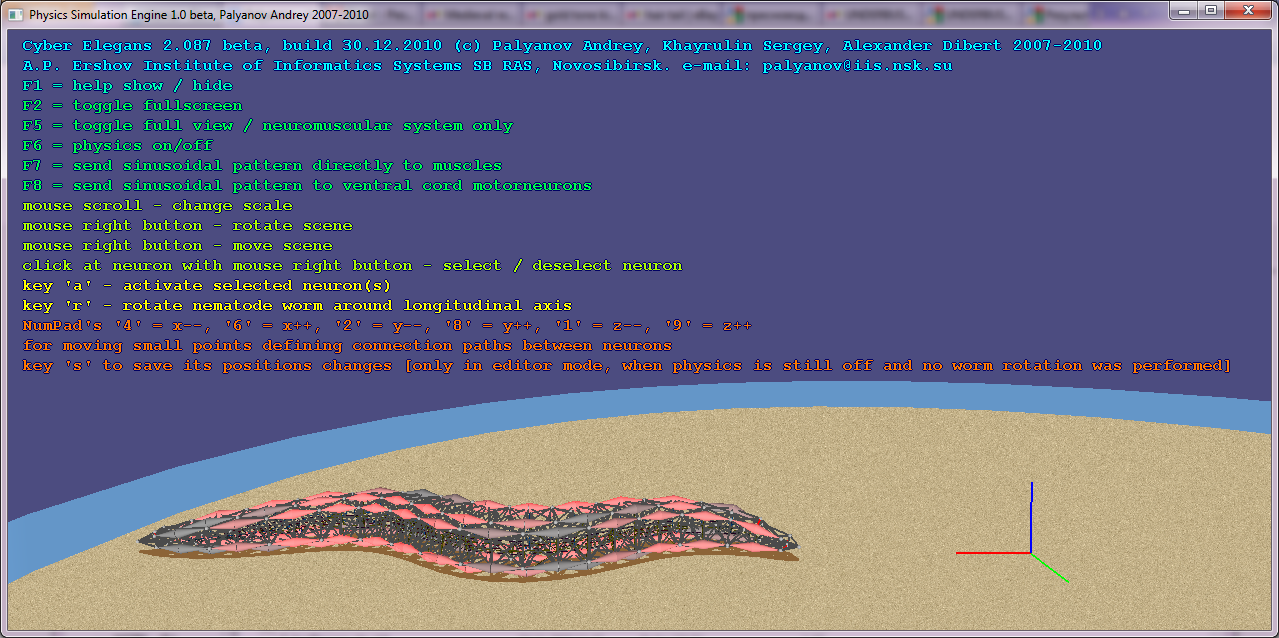 Physics Simulation Engine 1.0 beta, Palyanov Andrey 2007-2010
Cyber Elegans 2.087 beta, build 30.12.2010 (c) Palyanov Andrey, Khayrulin Sergey, Alexander Dibert 2007-2010
A.P. Ershov Institute of Informatics Systems SB RAS, Novosibirsk. e-mail: palyanov@iis.nsk.su
F1 = help show / hide
F2 = toggle fullscreen
F5 = toggle full view / neuromuscular system only
F6 = physics on/off
F7 = send sinusoidal pattern directly to muscles
F8 = send sinusoidal pattern to ventral cord motorneurons
mouse scroll - change scale
mouse right button - rotate scene
mouse right button - move scene
click at neuron with mouse right button - select / deselect neuron
key 'a' - activate selected neuron(s)
key 'r' - rotate nematode worm around longitudinal axis
NumPad's '4' = x--, '6' = x++, '2' = y--, '8' = y++, '1' = z--, '9' = z++
for moving small points defining connection paths between neurons
key 's' to save its positions changes [only in editor mode, when physics is still off and no worm rotation was performed]